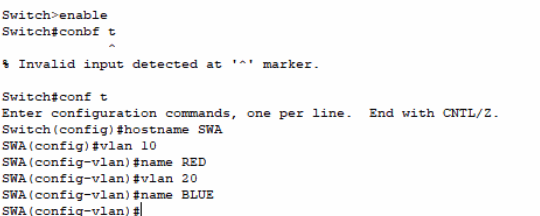 Switch>enable
Switch#conbf t
^
% Invalid input detected at '^' marker.
Switch#conf t
Enter configuration commands, one per line.  End with CNTL/Z.
Switch(config)#hostname SWA
SWA(config)#vlan 10
SWA(config-vlan)#name RED
SWA(config-vlan)#vlan 20
SWA(config-vlan)#name BLUE
SWA(config-vlan)#